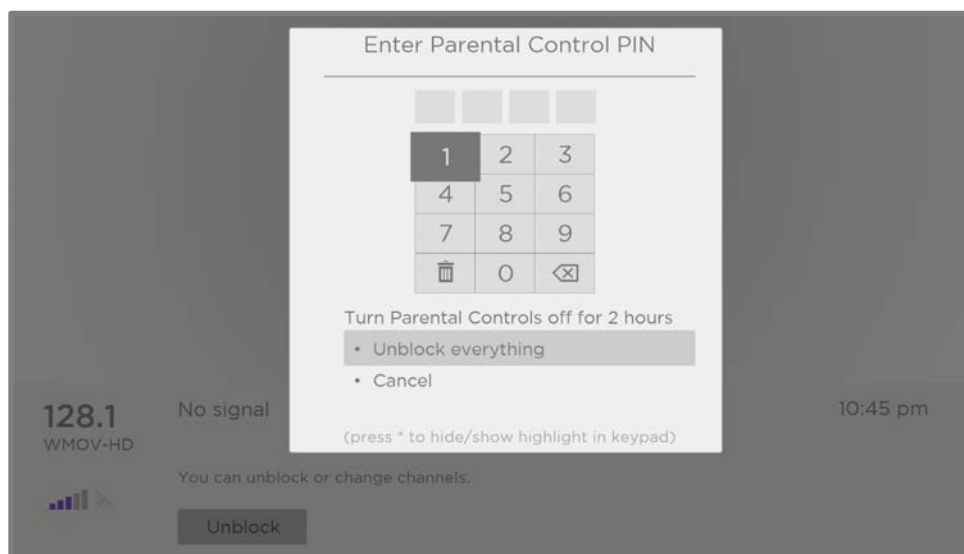 Enter Parental Control PIN
1 2 3
4 5 6
7 8 9
0
Turn Parental Controls off for 2 hours
• Unblock everything
• Cancel
(press * to hide/show highlight in keypad)
128.1 No signal 10:45 pm
WMOV-HD
You can unblock or change channels.
Unblock